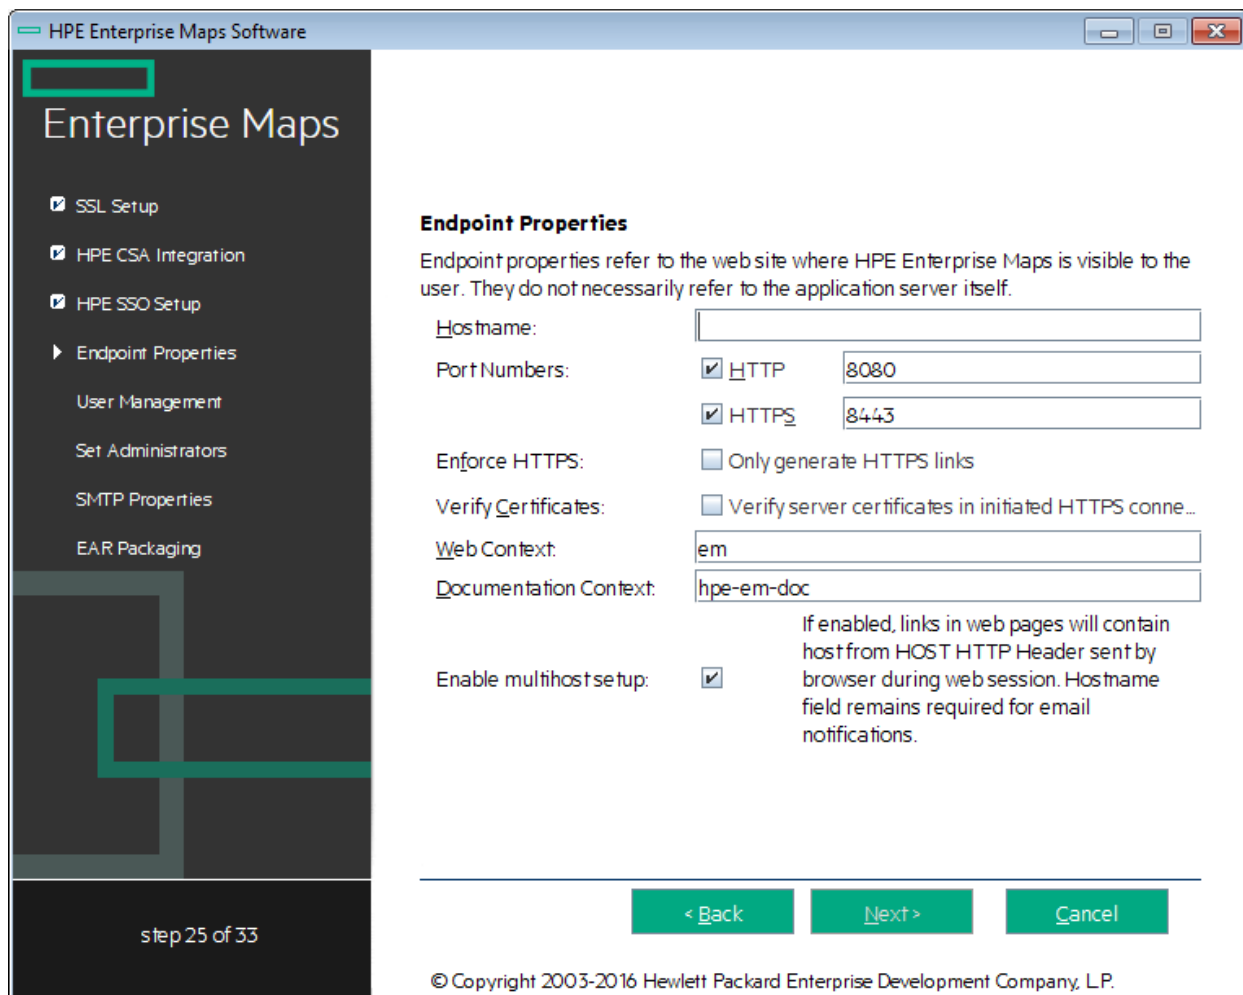 HPE Enterprise Maps Software
Enterprise Maps
SSL Setup
HPE CSA Integration
HPE SSO Setup
Endpoint Properties
User Management
Set Administrators
SMTP Properties
EAR Packaging
step 25 of 33
Endpoint Properties
Endpoint properties refer to the web site where HPE Enterprise Maps is visible to the
user. They do not necessarily refer to the application server itself.
Hostname:
Port Numbers: HTTP 8080
HTTPS 8443
Enforce HTTPS: Only generate HTTPS links
Verify Certificates: Verify server certificates in initiated HTTPS conne...
Web Context: em
Documentation Context: hpe-em-doc
Enable multihost setup:
If enabled, links in web pages will contain
host from HOST HTTP Header sent by
browser during web session. Hostname
field remains required for email
notifications.
< Back Next > Cancel
© Copyright 2003-2016 Hewlett Packard Enterprise Development Company, L.P.